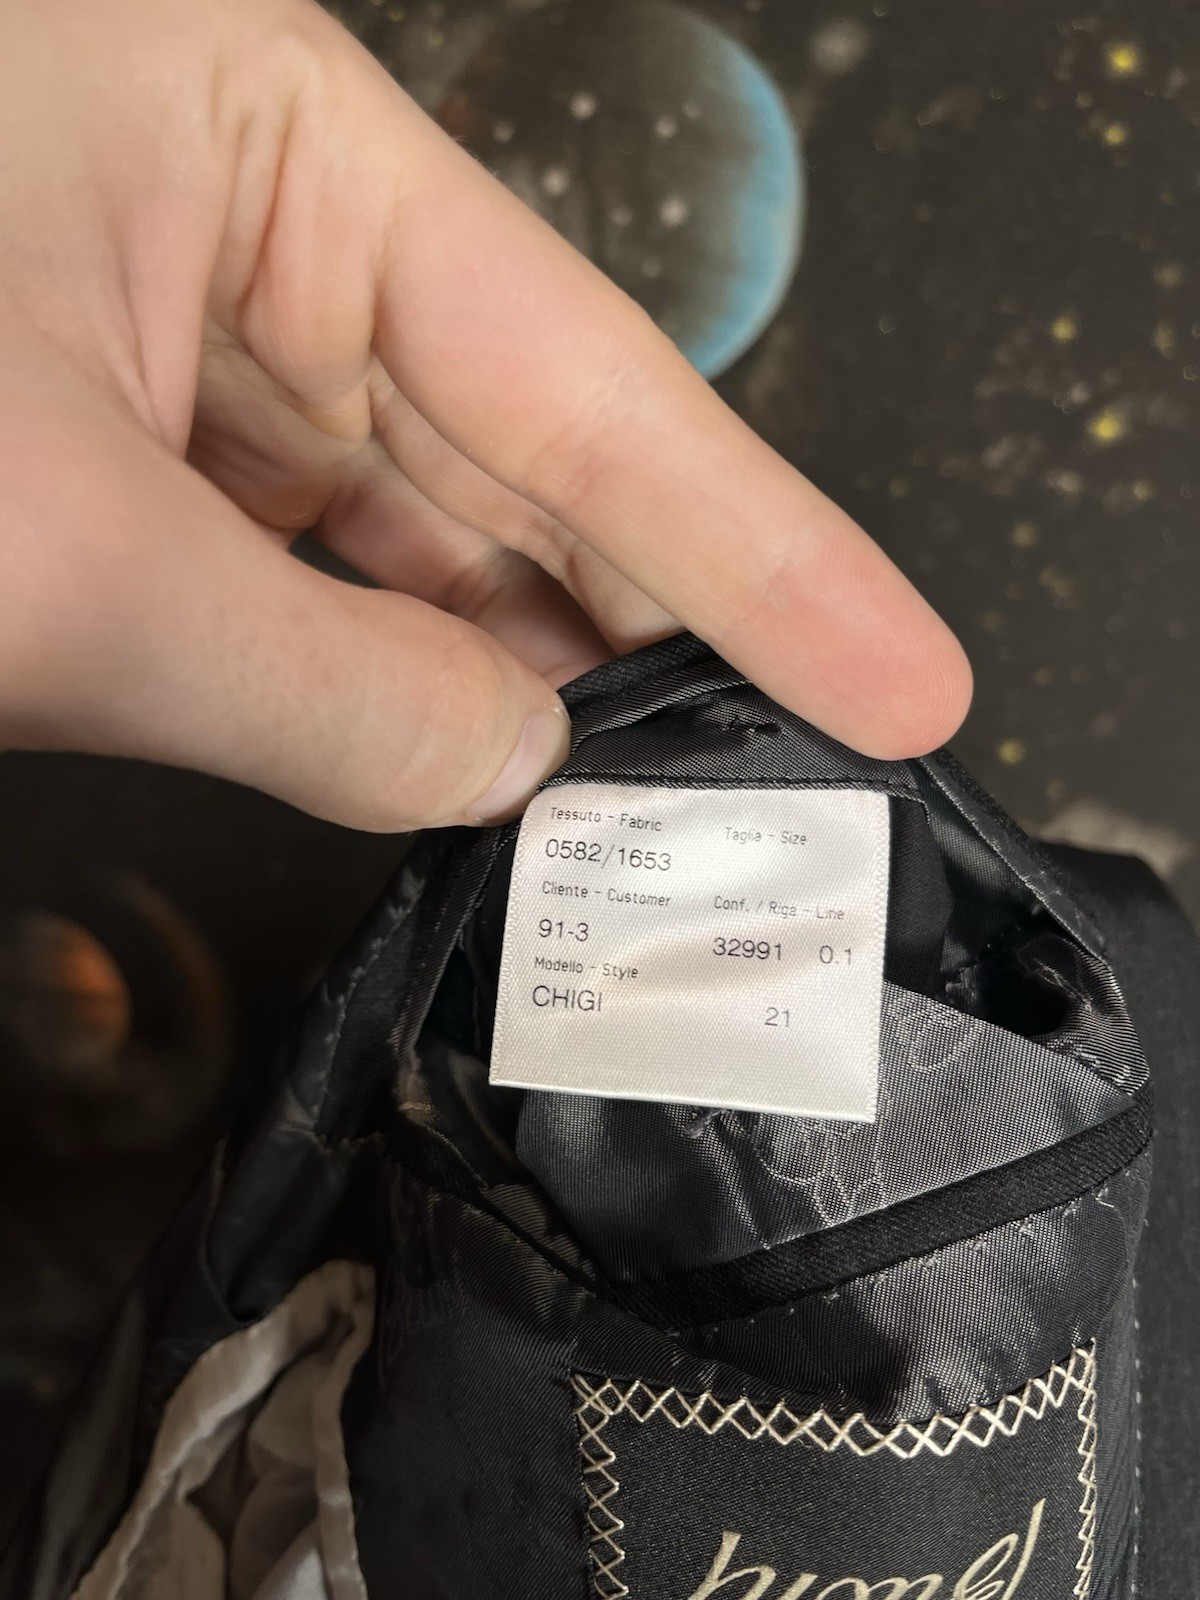 Tessuto - Fabric
0582/1653
Taglia - Size
Cliente - Customer
91-3
Conf. / Riga - Line
32991 0.1
Modello - Style
CHIGI
21